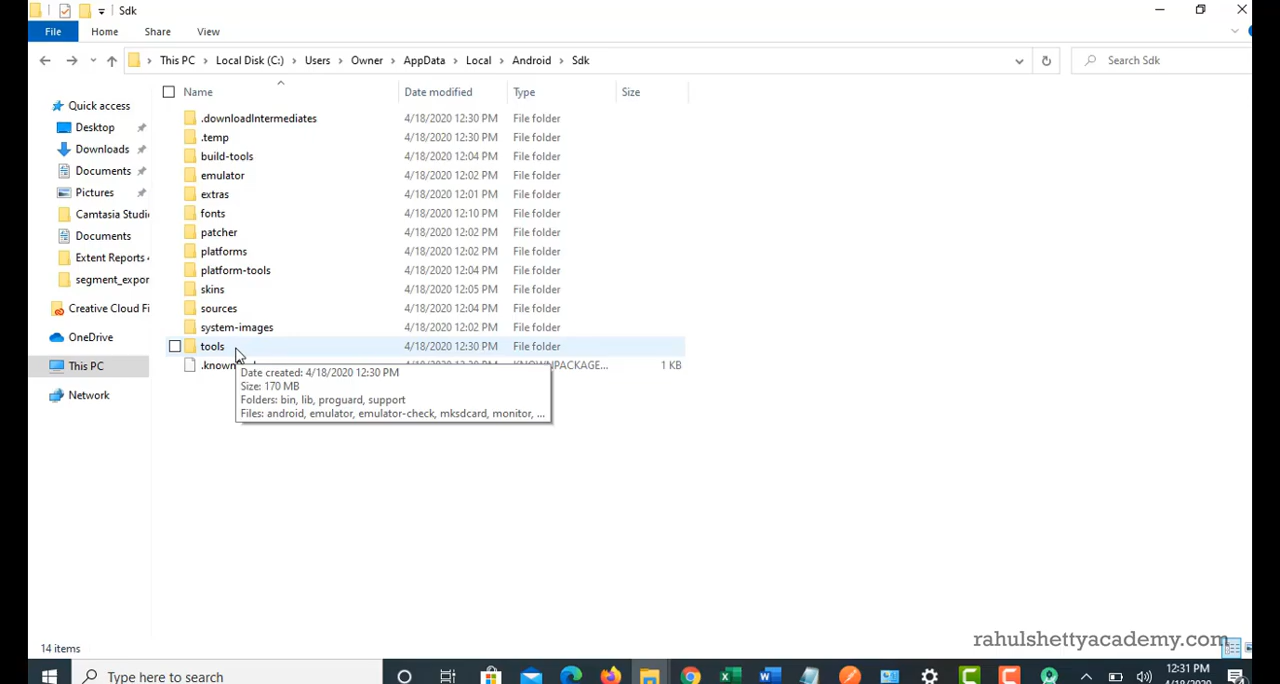 Sdk
File Home Share View
This PC Local Disk (C:) Users Owner AppData Local Android Sdk Search Sdk
Name Date modified Type Size
Quick access
Desktop
Downloads
Documents
Pictures
Camtasia Studi
Documents
Extent Reports
segment_expor
Creative Cloud Fi
OneDrive
This PC
Network
.downloadIntermediates 4/18/2020 12:30 PM File folder
.temp 4/18/2020 12:30 PM File folder
build-tools 4/18/2020 12:04 PM File folder
emulator 4/18/2020 12:02 PM File folder
extras 4/18/2020 12:01 PM File folder
fonts 4/18/2020 12:10 PM File folder
patcher 4/18/2020 12:02 PM File folder
platforms 4/18/2020 12:02 PM File folder
platform-tools 4/18/2020 12:04 PM File folder
skins 4/18/2020 12:05 PM File folder
sources 4/18/2020 12:04 PM File folder
system-images 4/18/2020 12:02 PM File folder
tools 4/18/2020 12:30 PM File folder
KNOWNPACKAGE... 1 KB
Date created: 4/18/2020 12:30 PM
Size: 170 MB
Folders: bin, lib, proguard, support
Files: android, emulator, emulator-check, mksdcard, monitor, ...
14 items
rahulshettyacademy.com
Type here to search
12:31 PM